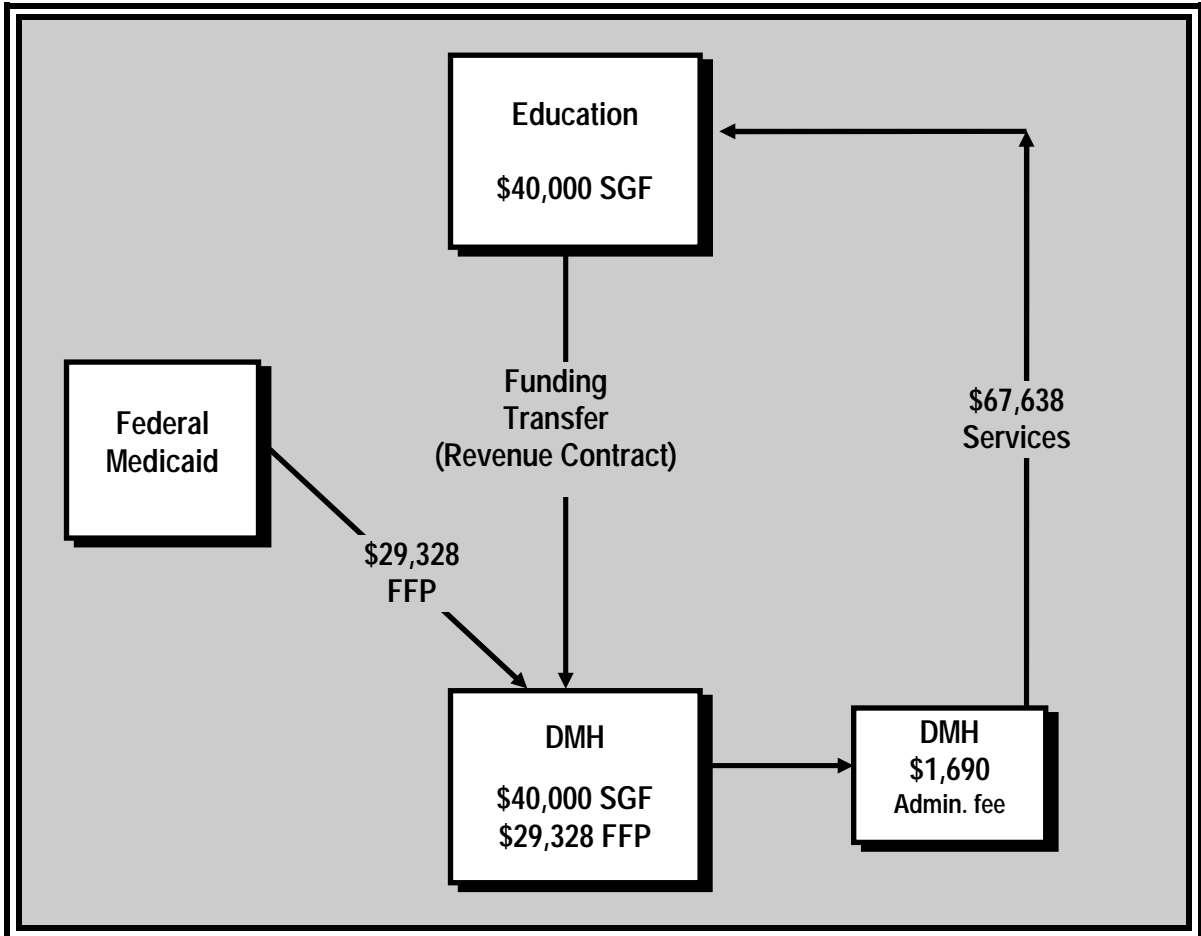 Education
$40,000 SGF
Federal
Medicaid
Funding
Transfer
(Revenue Contract)
$67,638
Services
$29,328
FFP
DMH
$40,000 SGF
$29,328 FFP
DMH
$1,690
Admin. fee